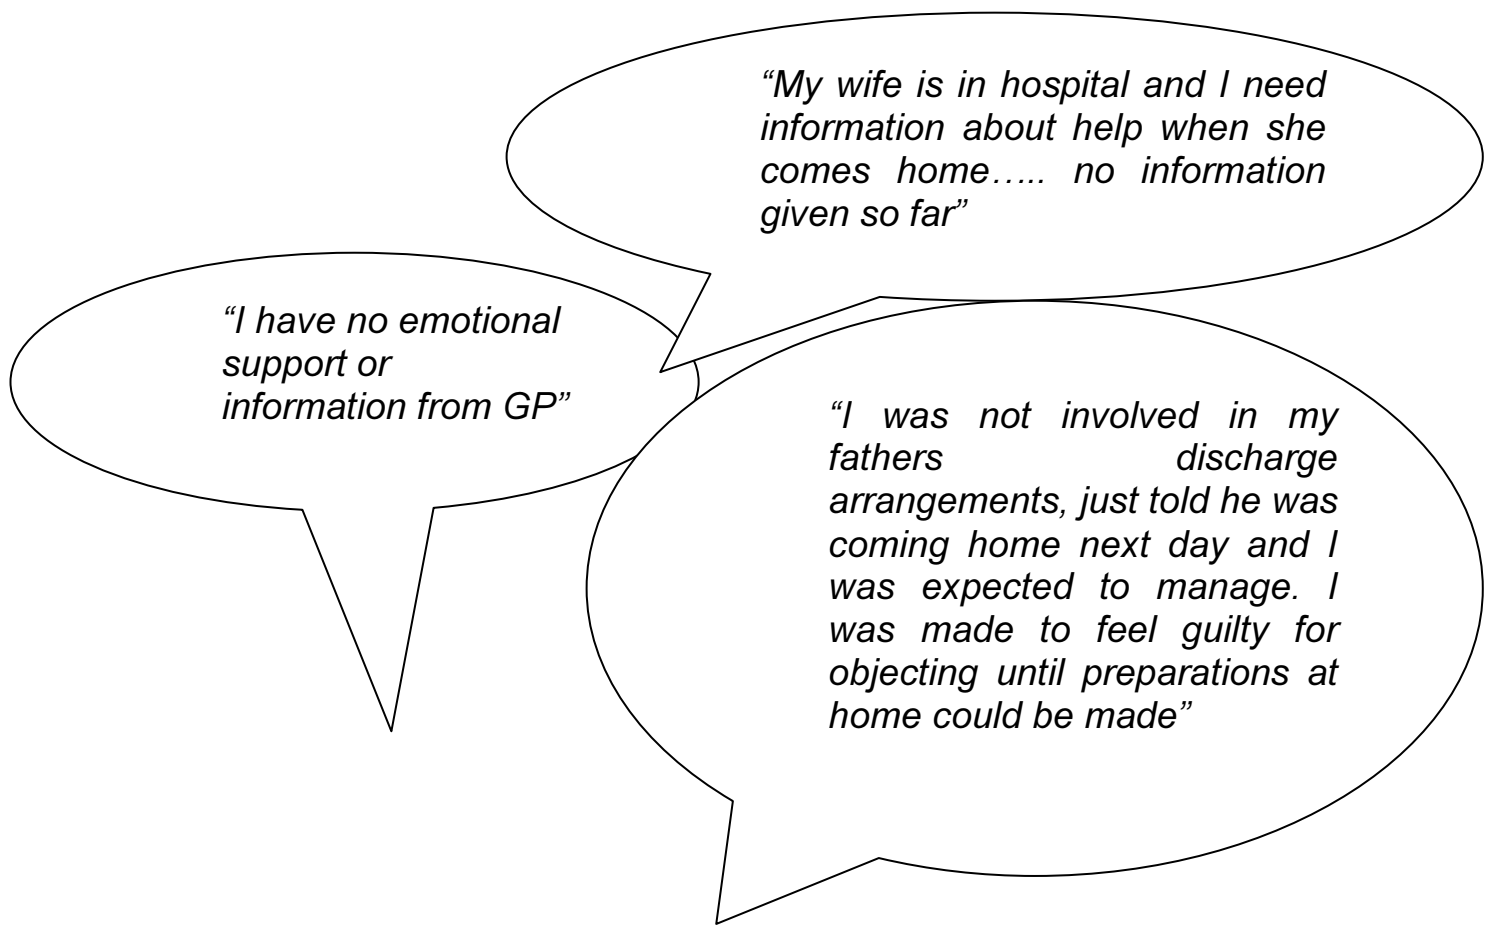 “My wife is in hospital and I need
information about help when she
comes home….. no information
given so far”
“I have no emotional
support or
information from GP”
“I was not involved in my
fathers discharge
arrangements, just told he was
coming home next day and I
was expected to manage. I
was made to feel guilty for
objecting until preparations at
home could be made”